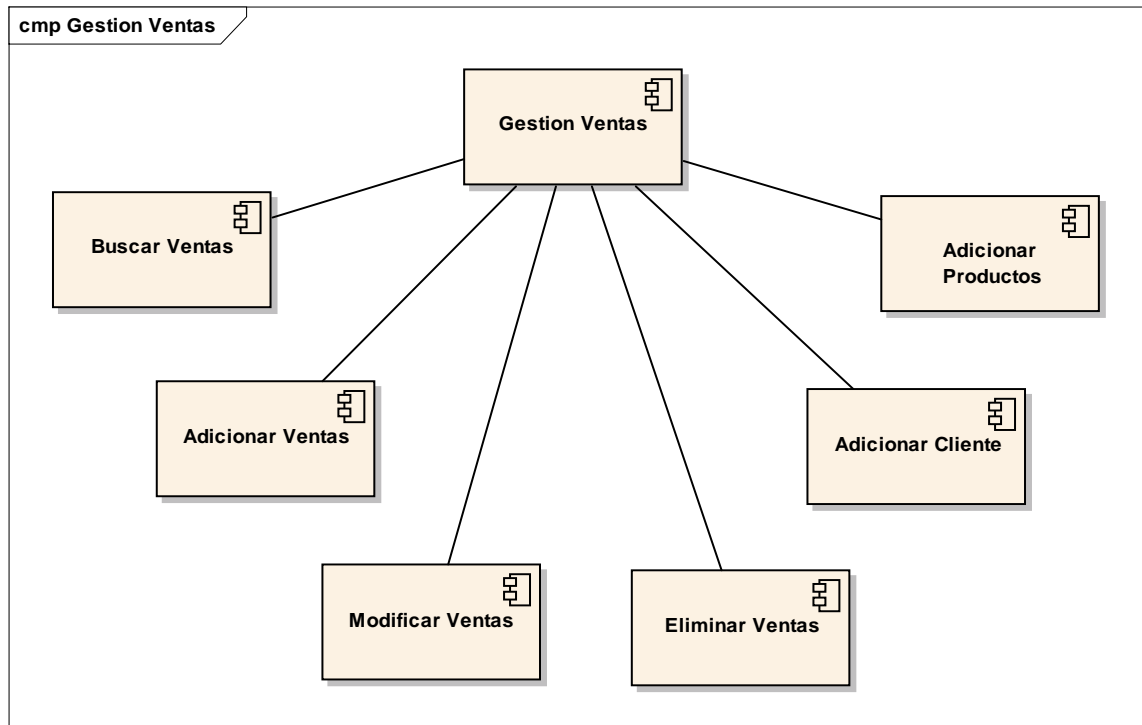 cmp Gestion Ventas
Gestion Ventas
Buscar Ventas
Adicionar
Productos
Adicionar Ventas
Adicionar Cliente
Modificar Ventas
Eliminar Ventas